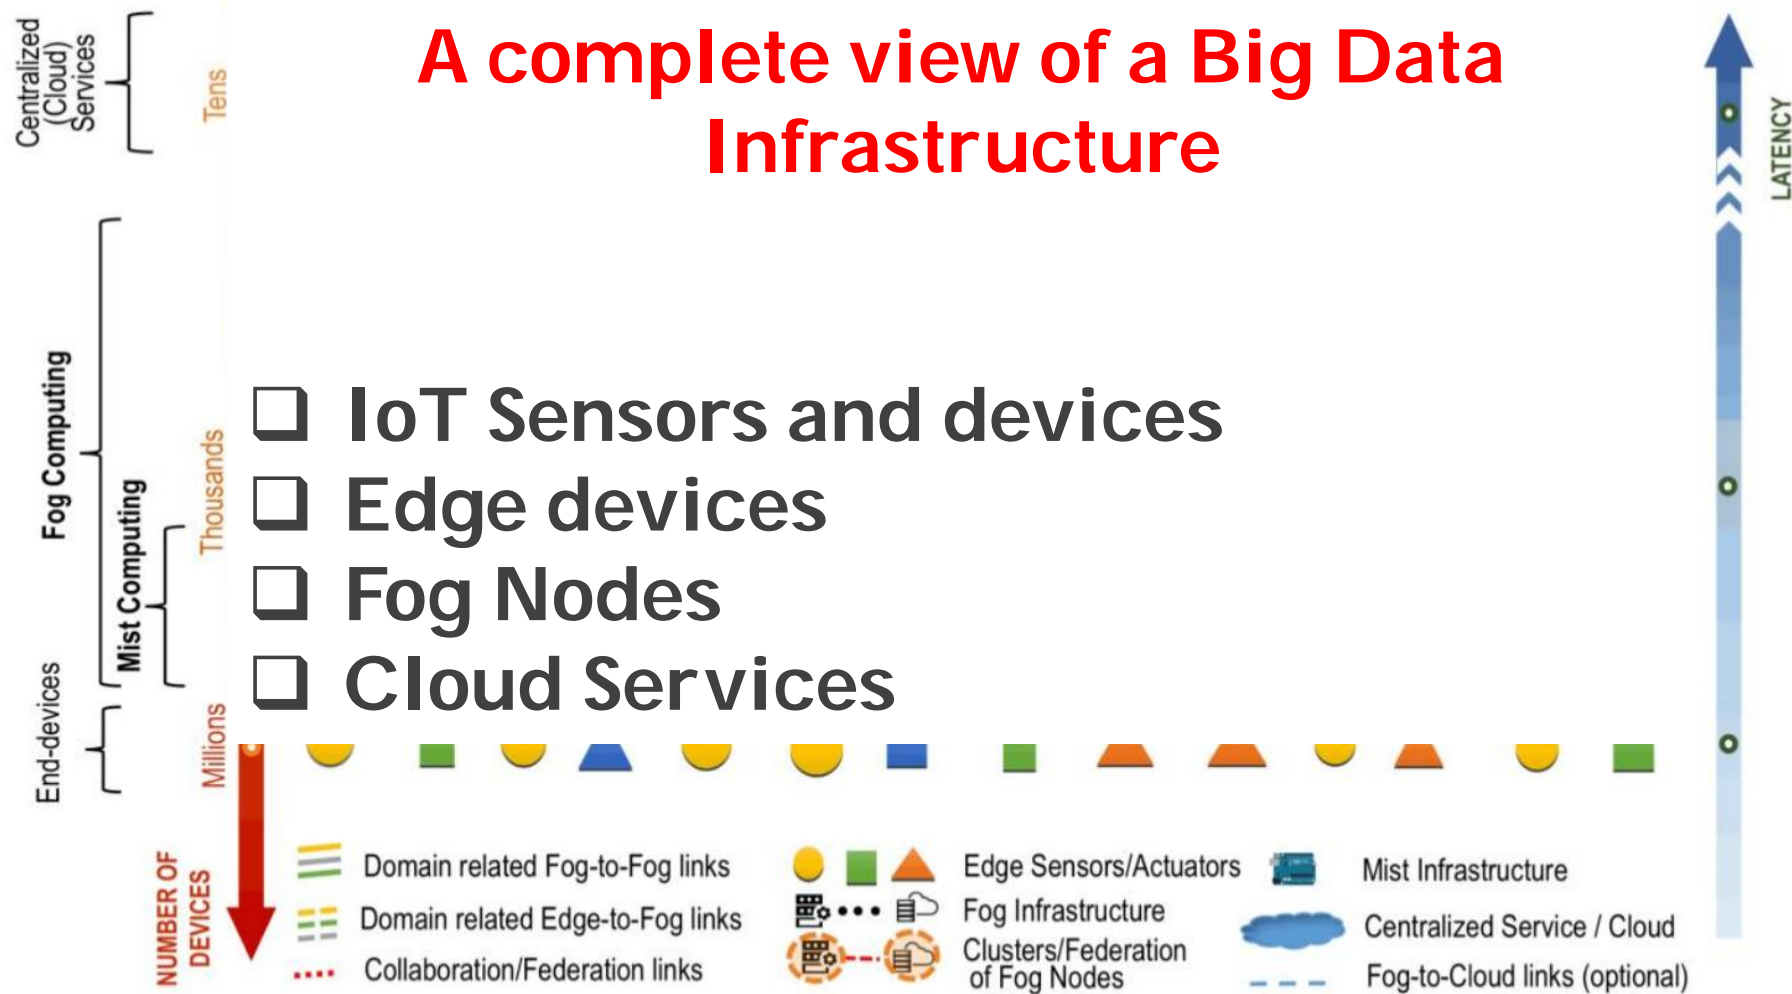 A complete view of a Big Data
Infrastructure
Centralized
(Cloud)
Services
Tens
LATENCY
Fog Computing
Mist Computing
Thousands
❑ IoT Sensors and devices
❑ Edge devices
❑ Fog Nodes
❑ Cloud Services
End-devices
Millions
NUMBER OF
DEVICES
Domain related Fog-to-Fog links
Domain related Edge-to-Fog links
Collaboration/Federation links
Edge Sensors/Actuators
Fog Infrastructure
Clusters/Federation
of Fog Nodes
Mist Infrastructure
Centralized Service / Cloud
Fog-to-Cloud links (optional)